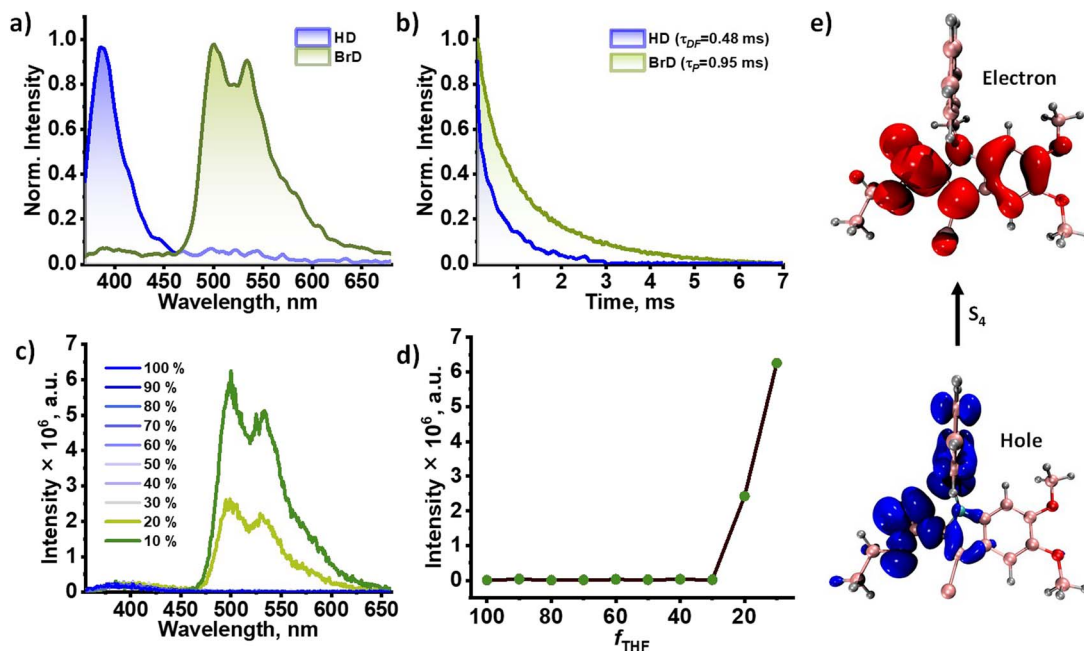 a)
HD
BrD
Norm. Intensity
1.0
0.8
0.6
0.4
0.2
0.0
400 450 500 550 600 650
Wavelength, nm
b)
HD (τDF=0.48 ms)
BrD (τP=0.95 ms)
Norm. Intensity
1.0
0.8
0.6
0.4
0.2
0.0
1 2 3 4 5 6 7
Time, ms
c)
100 %
90 %
80 %
70 %
60 %
50 %
40 %
30 %
20 %
10 %
Intensity × 10⁶, a.u.
7
6
5
4
3
2
1
0
400 450 500 550 600 650
Wavelength, nm
d)
Intensity × 10⁶, a.u.
7
6
5
4
3
2
1
0
100 80 60 40 20
fTHF
e)
Electron
S₄
Hole